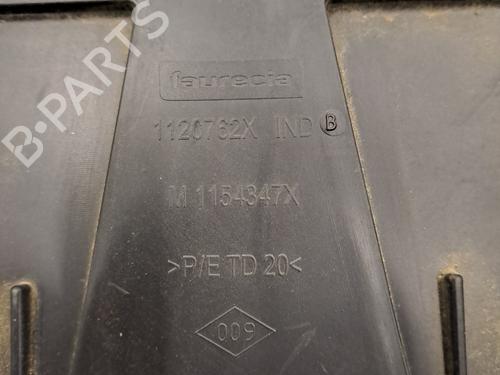 faurecia
1120762X IND B
M 1154347X
>P/E TD 20<
009
B-PARTS